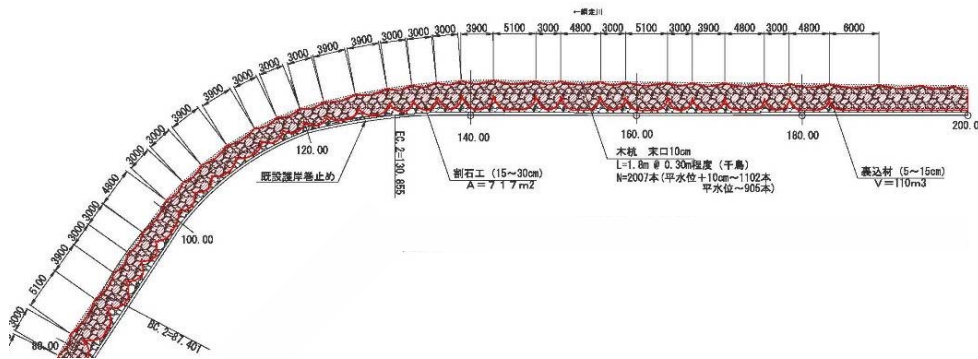 ←網走川
3900 5100 3000 4800 3000 5100 3000 3900 4800 3000 4800 6000
3000 3000 3000 3900 3900 3000 3000 3000 3900 3900 3000 3000 4800 3000 3900 5100 3000
80.00
100.00
120.00
140.00
160.00
180.00
200.0
BC.2=87.401
EC.2=130.855
既設護岸巻止め
割石工 (15～30cm)
A=717m2
木杭 末口10cm
L=1.8m @ 0.30m程度 (千鳥)
N=2007本(平水位+10cm～1102本
平水位～905本)
裏込材 (5～15cm)
V=110m3